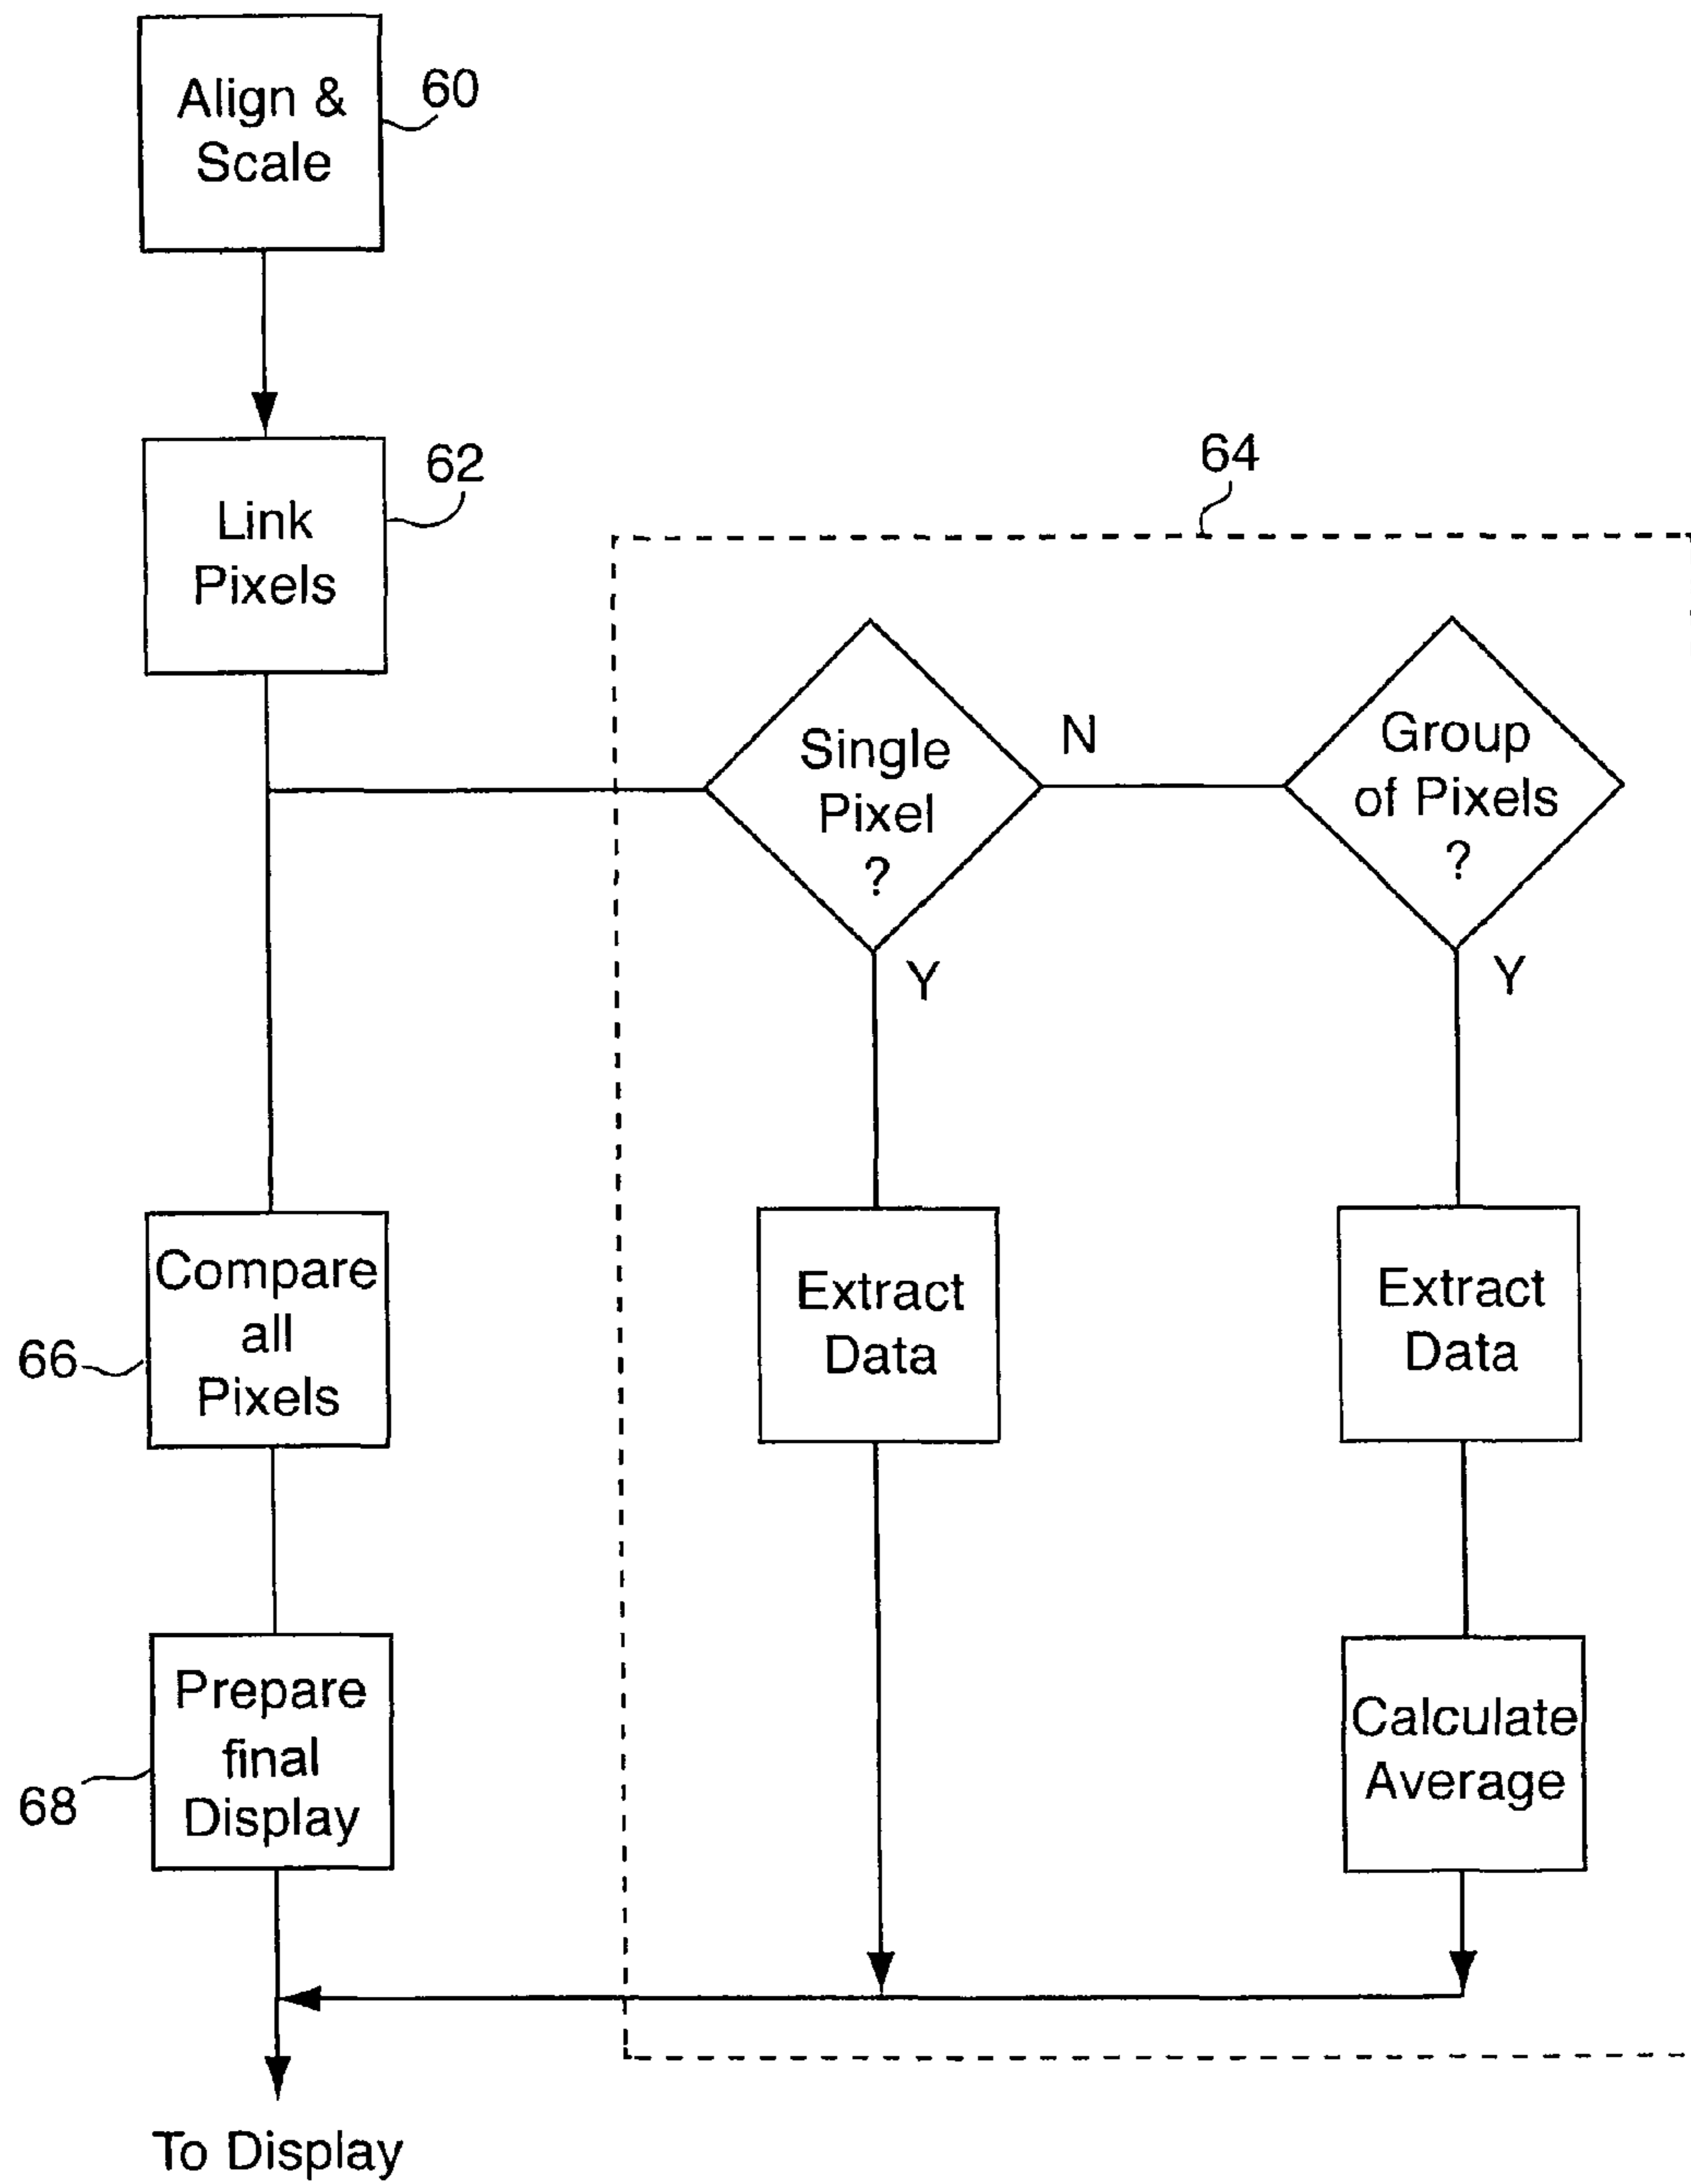 Align &
Scale
60
Link
Pixels
62
64
Single
Pixel
?
N
Y
Group
of Pixels
?
Y
Compare
all
Pixels
66
Extract
Data
Extract
Data
Prepare
final
Display
68
Calculate
Average
To Display